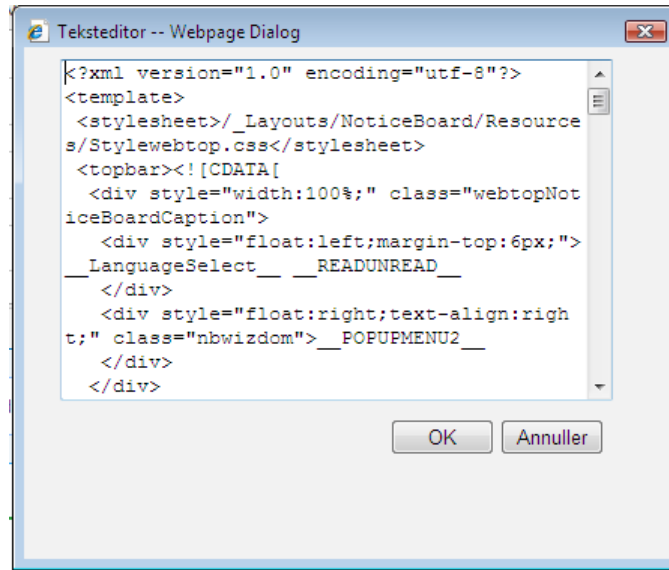 Teksteditor -- Webpage Dialog
<?xml version="1.0" encoding="utf-8"?>
<template>
 <stylesheet>/_Layouts/NoticeBoard/Resource
s/Stylewebtop.css</stylesheet>
 <topbar><![CDATA[
  <div style="width:100%;" class="webtopNot
iceBoardCaption">
   <div style="float:left;margin-top:6px;">
__LanguageSelect__ __READUNREAD__
   </div>
   <div style="float:right;text-align:righ
t;" class="nbwizdom">__POPUPMENU2__
   </div>
  </div>
OK Annuller